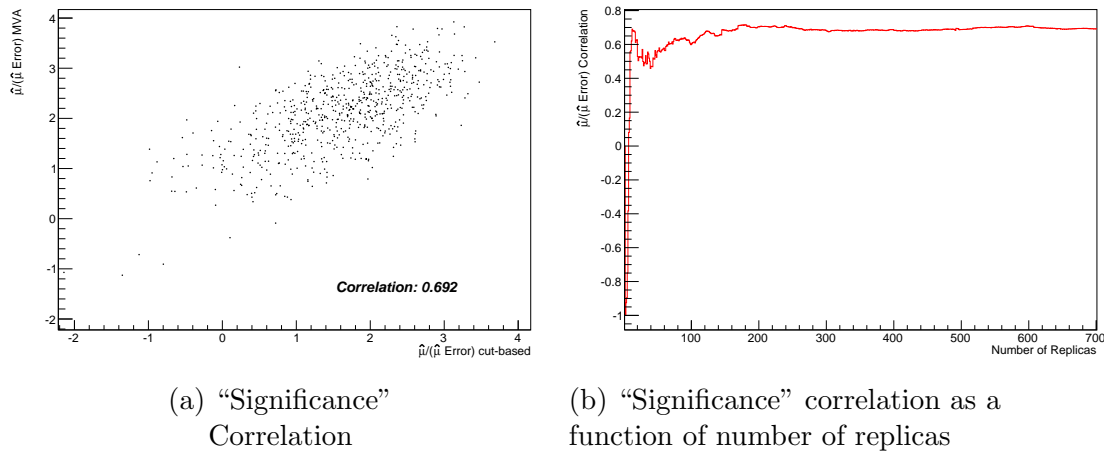 μ̂/(μ̂ Error) MVA
4
3
2
1
0
-1
-2
Correlation: 0.692
-2 -1 0 1 2 3 4
μ̂/(μ̂ Error) cut-based
(a) “Significance”
Correlation
μ̂/(μ̂ Error) Correlation
0.8
0.6
0.4
0.2
0
-0.2
-0.4
-0.6
-0.8
-1
100 200 300 400 500 600 700
Number of Replicas
(b) “Significance” correlation as a
function of number of replicas